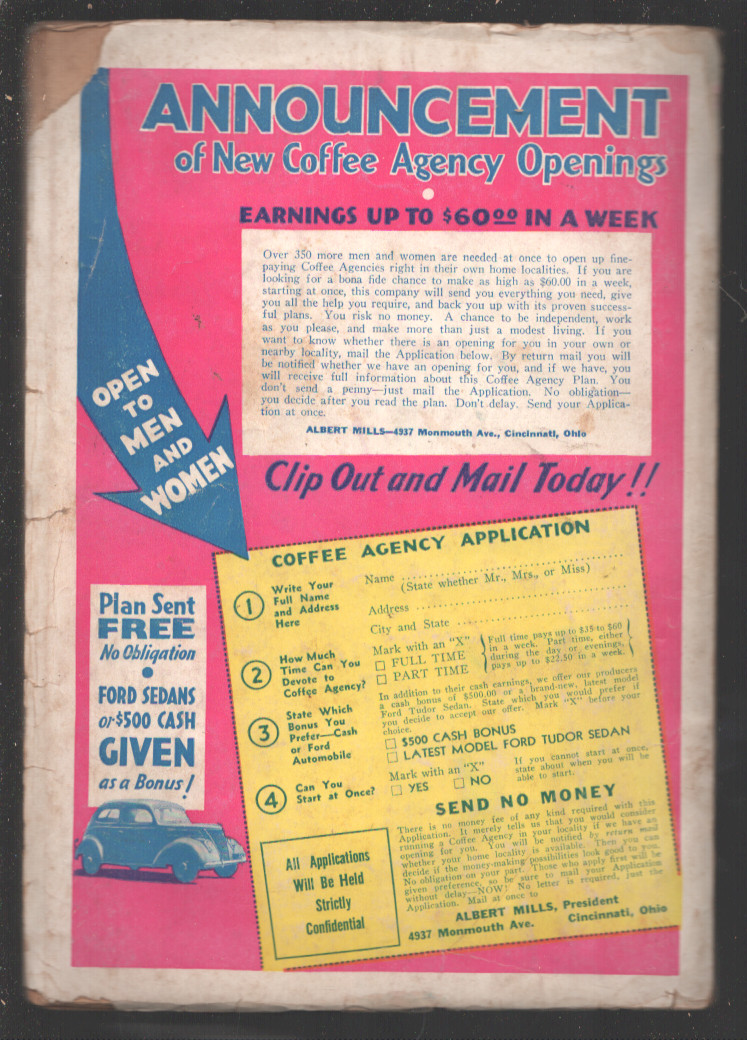 ANNOUNCEMENT
of New Coffee Agency Openings
EARNINGS UP TO $60.00 IN A WEEK
Over 350 more men and women are needed at once to open up fine-
paying Coffee Agencies right in their own home localities. If you are
looking for a bona fide chance to make as high as $60.00 in a week,
starting at once, this company will send you everything you need, give
you all the help you require, and back you up with its proven success-
ful plans. You risk no money. A chance to be independent, work
as you please, and make more than just a modest living. If you
want to know whether there is an opening for you in your own or
nearby locality, mail the Application below. By return mail you will
be notified whether we have an opening for you, and if we have, you
will receive full information about this Coffee Agency Plan. You
don't send a penny—just mail the Application. No obligation—
you decide after you read the plan. Don't delay. Send your Applica-
tion at once.
ALBERT MILLS—4937 Monmouth Ave., Cincinnati, Ohio
OPEN
TO
MEN
AND
WOMEN
Clip Out and Mail Today!!
Plan Sent
FREE
No Obligation
FORD SEDANS
or $500 CASH
GIVEN
as a Bonus!
COFFEE AGENCY APPLICATION
1 Write Your
Full Name
and Address
Here
Name
(State whether Mr., Mrs., or Miss)
Address
City and State
2 How Much
Time Can You
Devote to
Coffee Agency?
Mark with an "X"
FULL TIME
PART TIME
Full time pays up to $35 to $60
in a week. Part time, either
during the day or evenings,
pays up to $22.50 in a week.
3 State Which
Bonus You
Prefer—Cash
or Ford
Automobile
In addition to their cash earnings, we offer our producers
a cash bonus of $500.00 or a brand-new, latest model
Ford Tudor Sedan. State which you would prefer if
you decide to accept our offer. Mark "X" before your
choice.
$500 CASH BONUS
LATEST MODEL FORD TUDOR SEDAN
4 Can You
Start at Once?
Mark with an "X"
YES NO
If you cannot start at once,
state about when you will be
able to start.
SEND NO MONEY
There is no money fee of any kind required with this
Application. It merely tells us that you would consider
running a Coffee Agency in your locality if we have an
opening for you. You will be notified by return mail
whether your home locality is available. Then you can
decide if the money-making possibilities look good to you.
No obligation on your part. Those who apply first will be
given preference, so be sure to mail your Application
without delay—NOW! No letter is required, just the
Application. Mail at once to
ALBERT MILLS, President
4937 Monmouth Ave. Cincinnati, Ohio
All Applications
Will Be Held
Strictly
Confidential